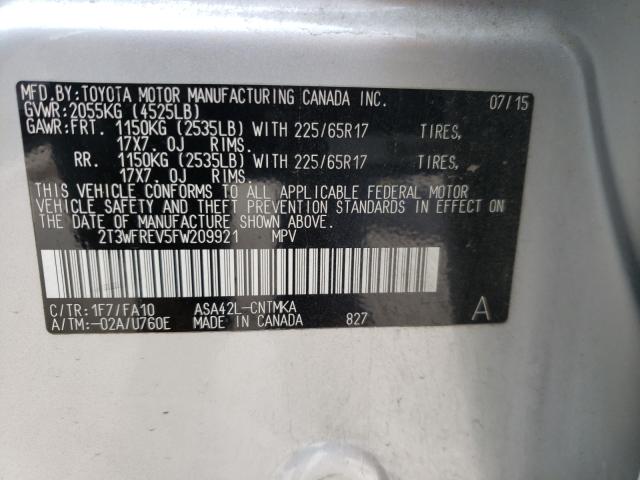 MFD.BY:TOYOTA MOTOR MANUFACTURING CANADA INC. 07/15
GVWR:2055KG (4525LB)
GAWR:FRT. 1150KG (2535LB) WITH 225/65R17 TIRES,
17X7.0J RIMS.
RR. 1150KG (2535LB) WITH 225/65R17 TIRES,
17X7.0J RIMS.
THIS VEHICLE CONFORMS TO ALL APPLICABLE FEDERAL MOTOR
VEHICLE SAFETY AND THEFT PREVENTION STANDARDS IN EFFECT ON
THE DATE OF MANUFACTURE SHOWN ABOVE.
2T3WFREV5FW209921 MPV
C/TR:1F7/FA10 ASA42L-CNTMKA
A/TM:-02A/U760E MADE IN CANADA 827 A